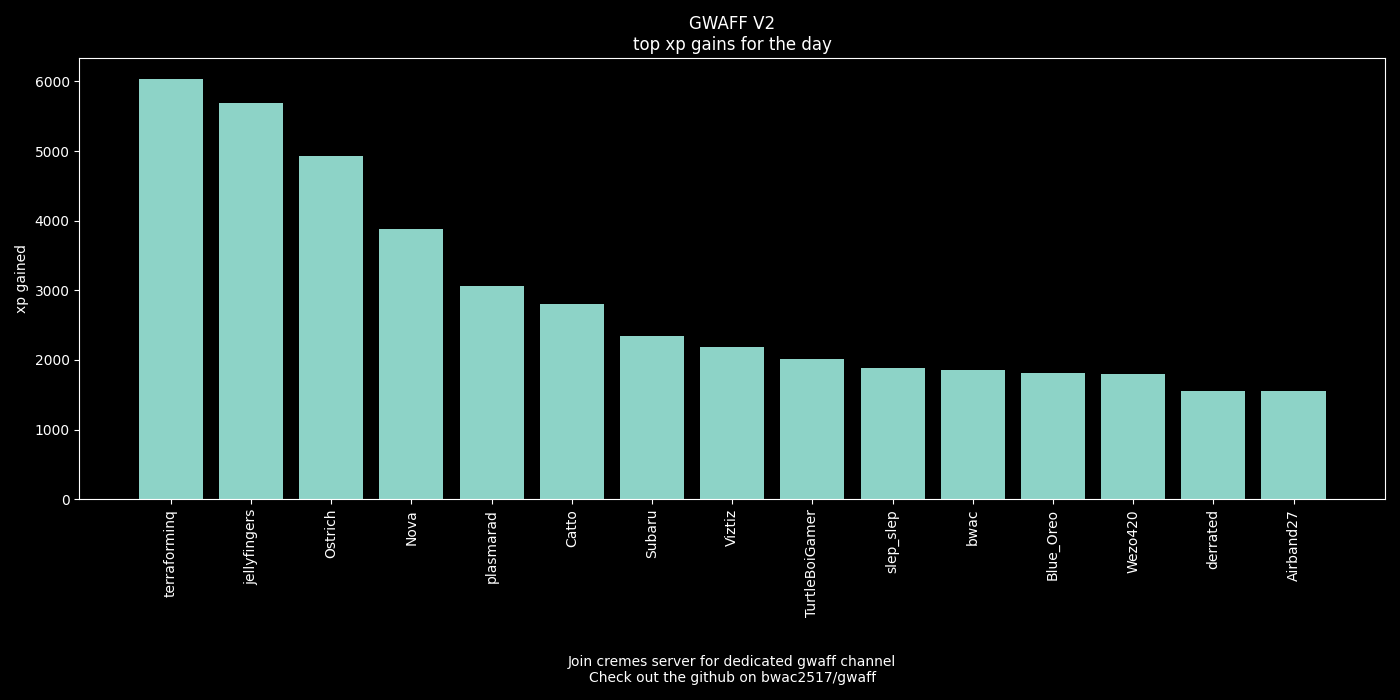 GWAFF V2
top xp gains for the day
xp gained
6000
5000
4000
3000
2000
1000
0
terraforminq
jellyfingers
Ostrich
Nova
plasmarad
Catto
Subaru
Viztiz
TurtleBoiGamer
slep_slep
bwac
Blue_Oreo
Wezo420
derrated
Airband27
Join cremes server for dedicated gwaff channel
Check out the github on bwac2517/gwaff